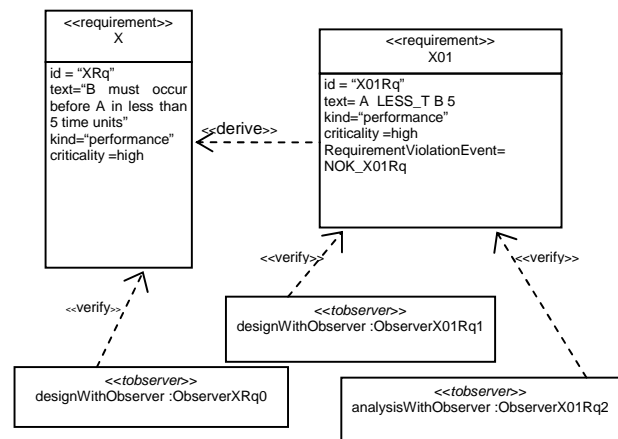 <<requirement>>
X
id = “XRq”
text=“B must occur
before A in less than
5 time units”
kind=“performance”
criticality =high
<<derive>>
<<requirement>>
X01
id = “X01Rq”
text= A LESS_T B 5
kind=“performance”
criticality =high
RequirementViolationEvent=
NOK_X01Rq
<<verify>>
<<verify>>
<<verify>>
<<tobserver>>
designWithObserver :ObserverX01Rq1
<<tobserver>>
designWithObserver :ObserverXRq0
<<tobserver>>
analysisWithObserver :ObserverX01Rq2